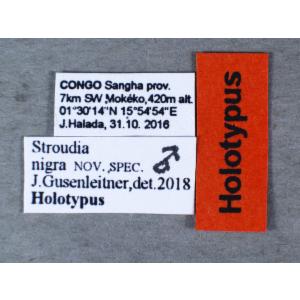 CONGO Sangha prov.
7km SW ,Mokéko,420m alt.
01°30'14''N 15°54'54''E
J.Halada, 31.10. 2016
Stroudia
nigra NOV. ,SPEC. ♂
J.Gusenleitner,det.2018
Holotypus
Holotypus